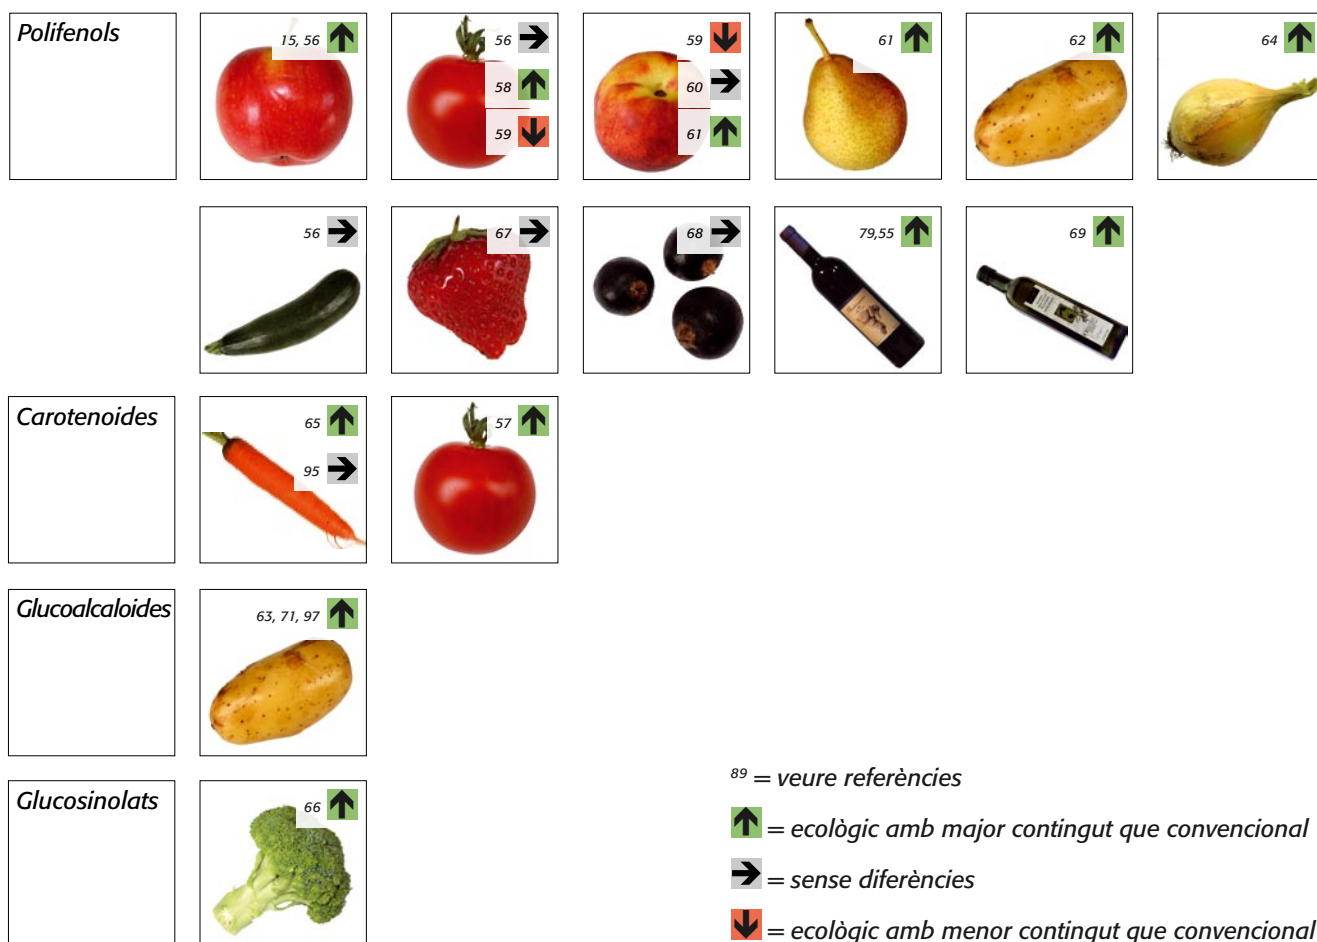 Polifenols
15, 56
56
58
59
59
60
61
61
62
64
56
67
68
79,55
69
Carotenoides
65
95
57
Glucoalcaloides
63, 71, 97
Glucosinolats
66
89 = veure referències
= ecològic amb major contingut que convencional
= sense diferències
= ecològic amb menor contingut que convencional